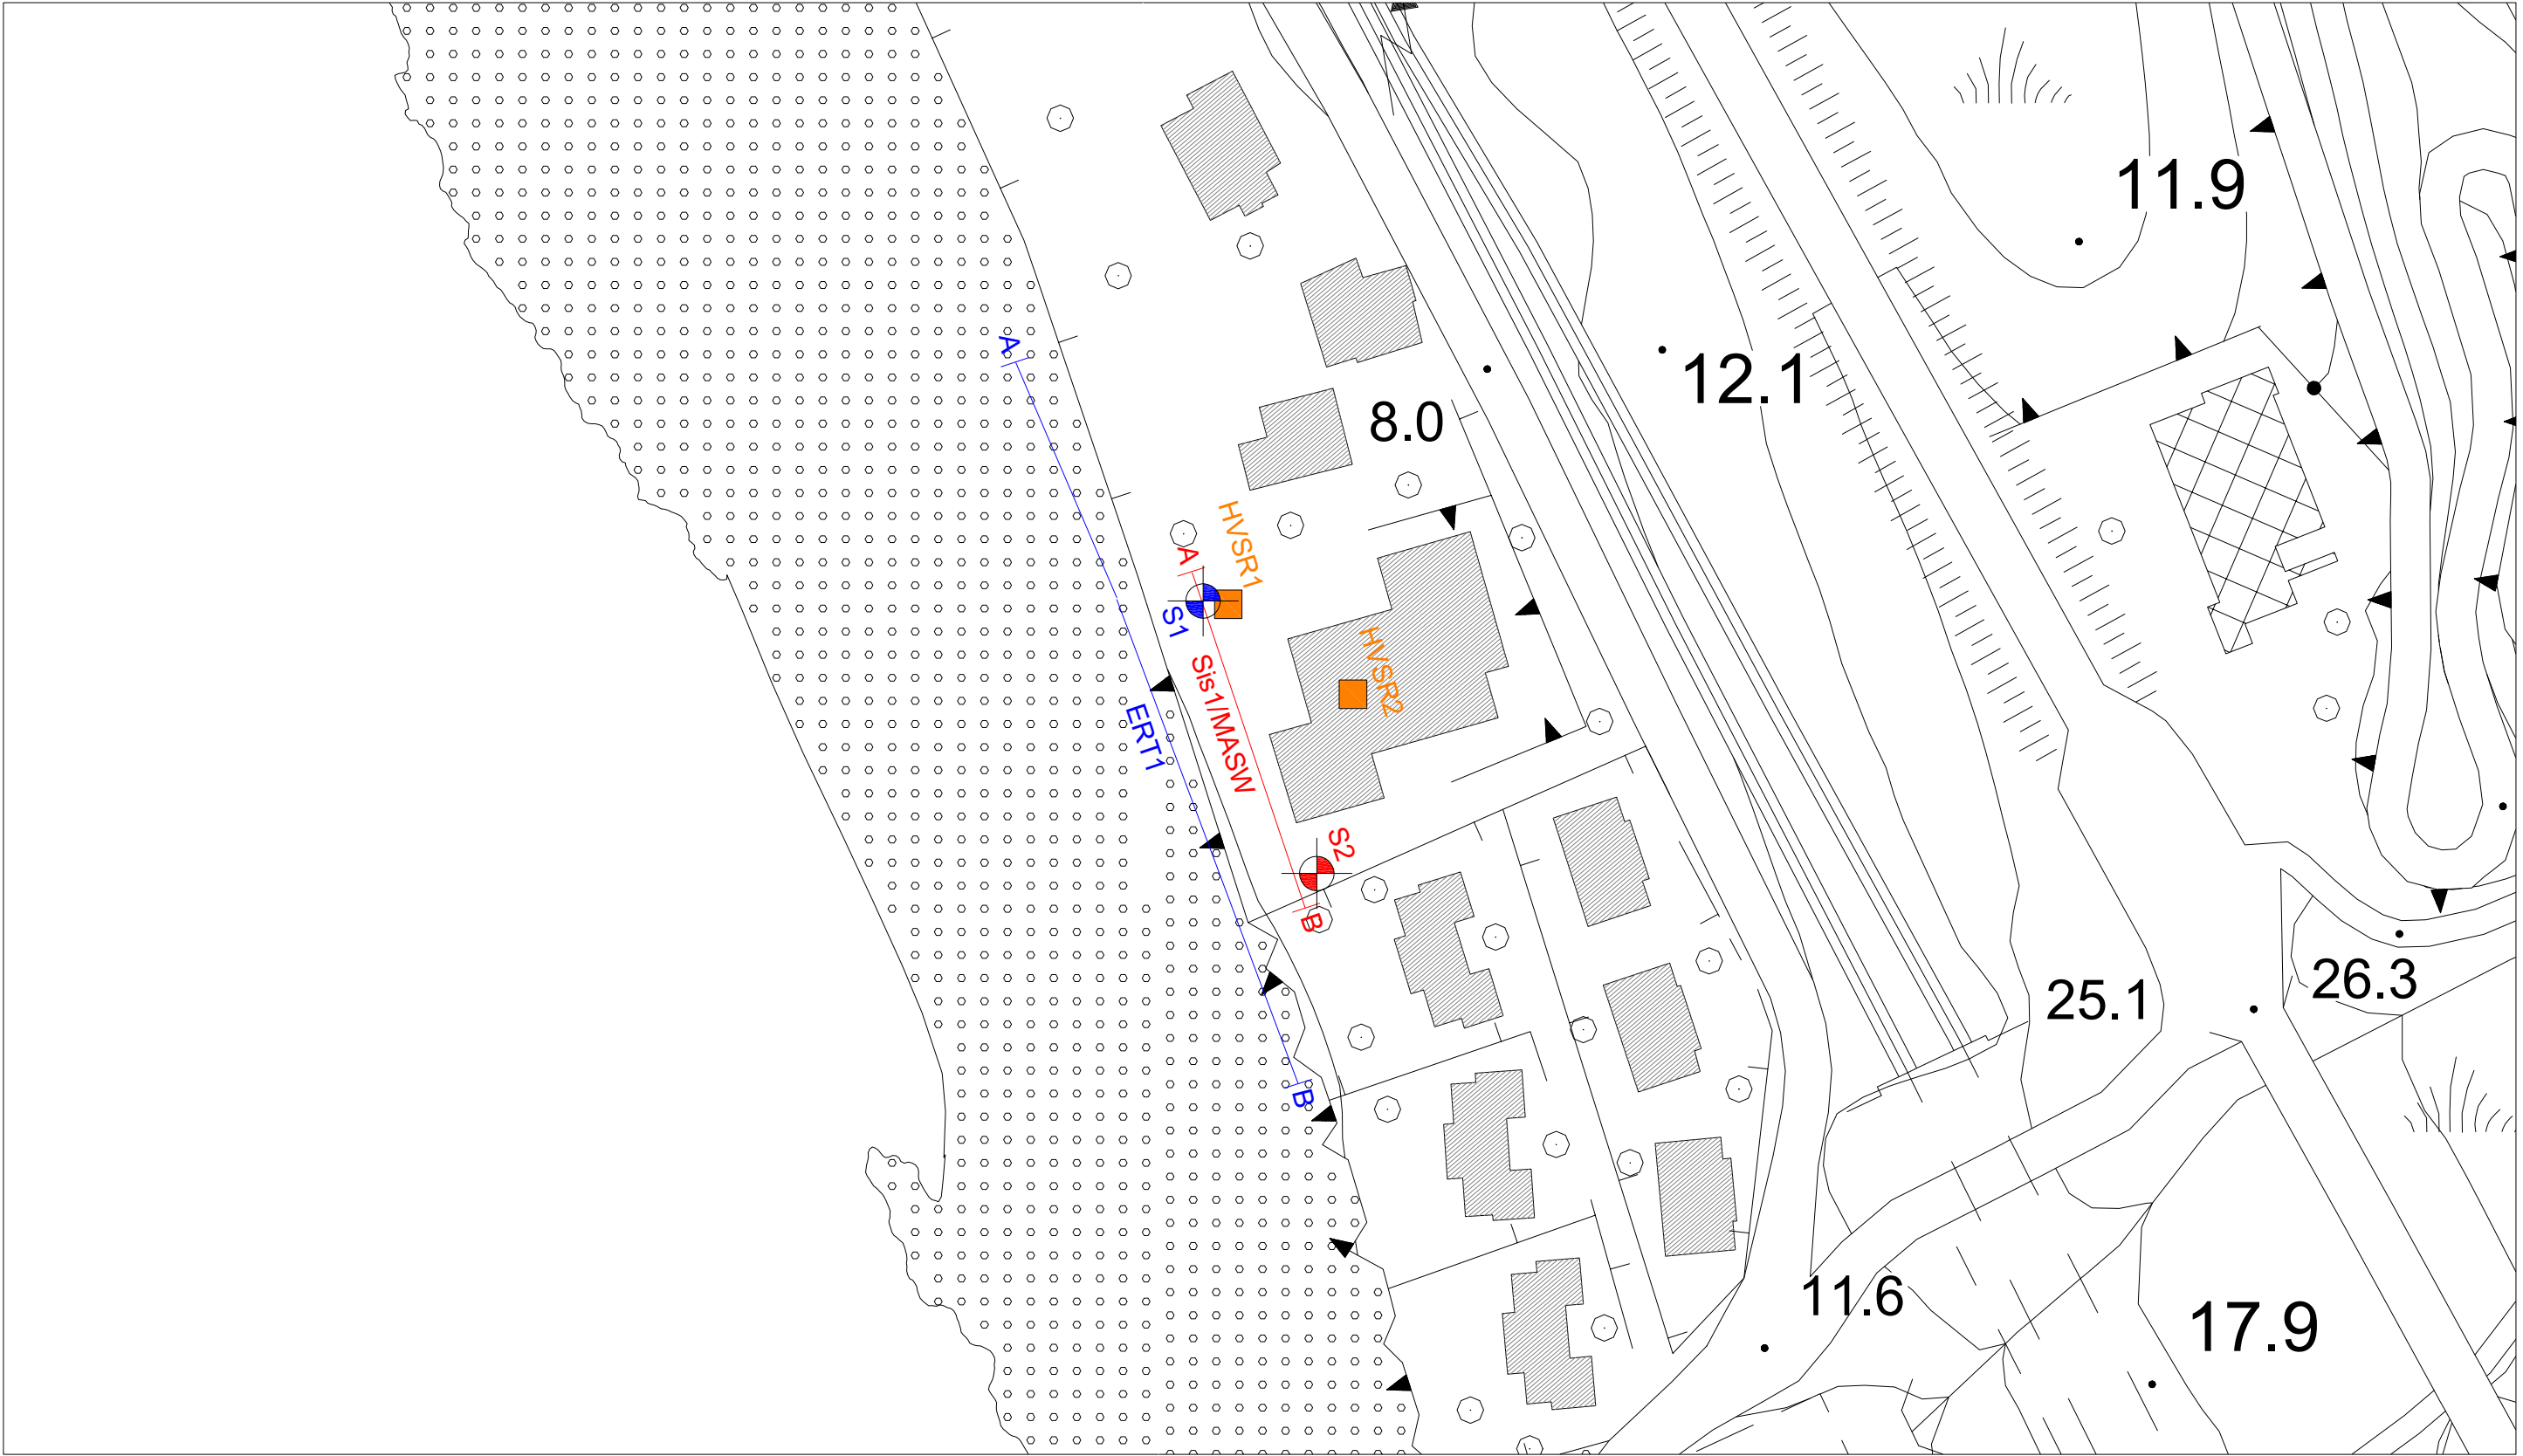 11.9
A
12.1
8.0
HVSR1
A
S1
HVSR2
Sis1/MASW
ERT1
S2
B
26.3
25.1
B
11.6
17.9